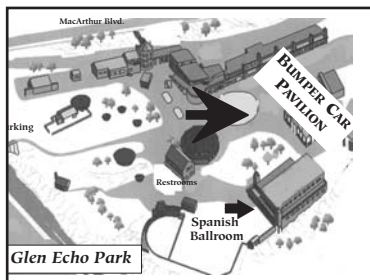 MacArthur Blvd.
BUMPER CAR
PAVILION
rking
Restrooms
Spanish
Ballroom
Glen Echo Park